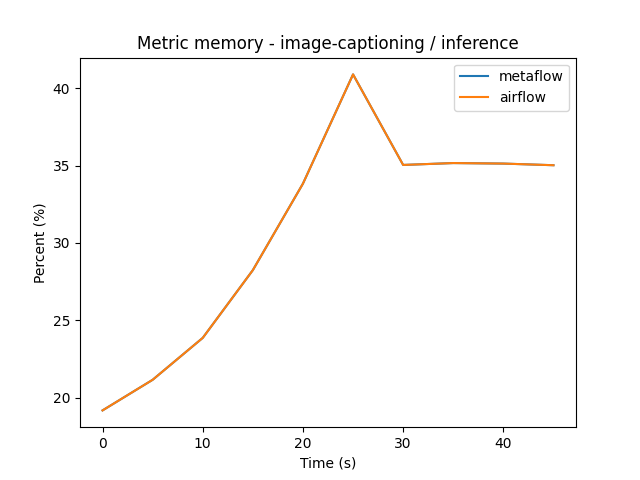 Metric memory - image-captioning / inference
metaflow
airflow
Percent (%)
40
35
30
25
20
0 10 20 30 40
Time (s)